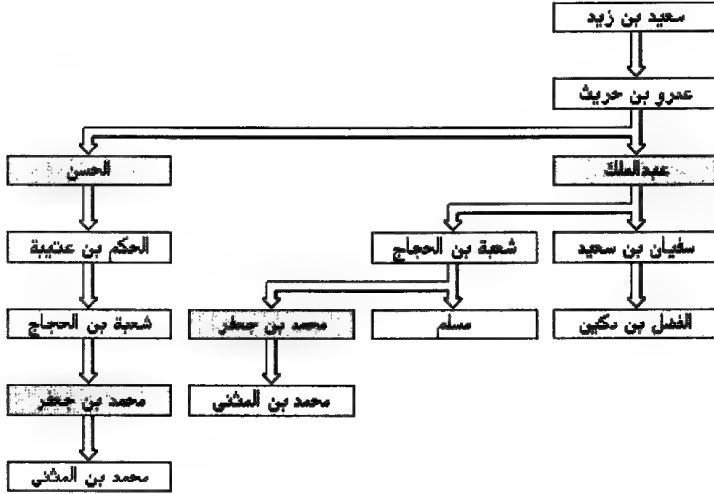 سعيد بن زيد
عمرو بن حريث
عبدالملك
الحسن
سفيان بن سعيد
شعبة بن الحجاج
الحكم بن عتيبة
الفضل بن دكين
مسلم
محمد بن جعفر
شعبة بن الحجاج
محمد بن المثنى
محمد بن جعفر
محمد بن المثنى